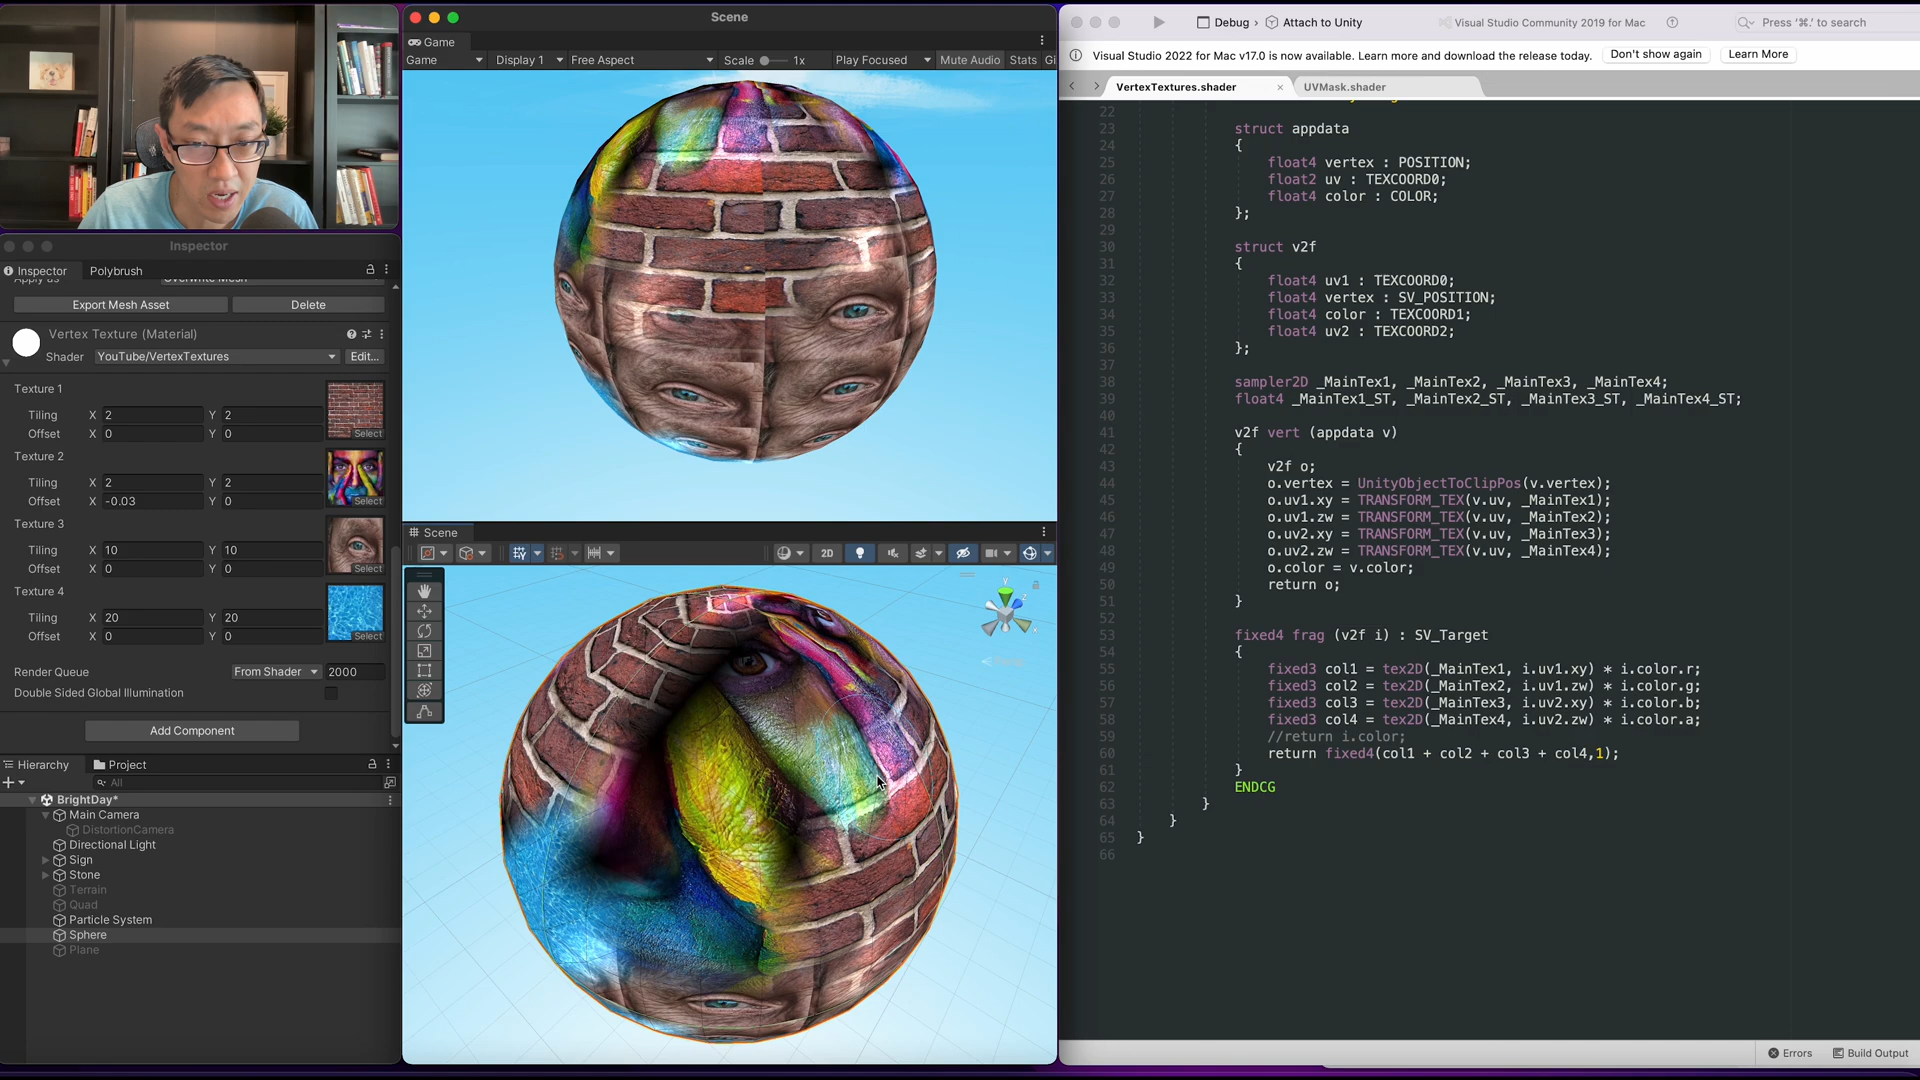 Inspector
Inspector
Polybrush
Export Mesh Asset
Delete
Vertex Texture (Material)
Shader
YouTube/VertexTextures
Edit...
Texture 1
Tiling X 2 Y 2
Offset X 0 Y 0
Select
Texture 2
Tiling X 2 Y 2
Offset X -0.03 Y 0
Select
Texture 3
Tiling X 10 Y 10
Offset X 0 Y 0
Select
Texture 4
Tiling X 20 Y 20
Offset X 0 Y 0
Select
Render Queue
From Shader
2000
Double Sided Global Illumination
Add Component
Hierarchy
Project
All
BrightDay*
Main Camera
DistortionCamera
Directional Light
Sign
Stone
Terrain
Quad
Particle System
Sphere
Plane
Scene
Game
Game
Display 1
Free Aspect
Scale
1x
Play Focused
Mute Audio
Stats
Gi
Scene
2D
Debug › Attach to Unity
Visual Studio Community 2019 for Mac
Press '⌘.' to search
Visual Studio 2022 for Mac v17.0 is now available. Learn more and download the release today.
Don't show again
Learn More
VertexTextures.shader
UVMask.shader
22
23 struct appdata
24 {
25 float4 vertex : POSITION;
26 float2 uv : TEXCOORD0;
27 float4 color : COLOR;
28 };
29
30 struct v2f
31 {
32 float4 uv1 : TEXCOORD0;
33 float4 vertex : SV_POSITION;
34 float4 color : TEXCOORD1;
35 float4 uv2 : TEXCOORD2;
36 };
37
38 sampler2D _MainTex1, _MainTex2, _MainTex3, _MainTex4;
39 float4 _MainTex1_ST, _MainTex2_ST, _MainTex3_ST, _MainTex4_ST;
40
41 v2f vert (appdata v)
42 {
43 v2f o;
44 o.vertex = UnityObjectToClipPos(v.vertex);
45 o.uv1.xy = TRANSFORM_TEX(v.uv, _MainTex1);
46 o.uv1.zw = TRANSFORM_TEX(v.uv, _MainTex2);
47 o.uv2.xy = TRANSFORM_TEX(v.uv, _MainTex3);
48 o.uv2.zw = TRANSFORM_TEX(v.uv, _MainTex4);
49 o.color = v.color;
50 return o;
51 }
52
53 fixed4 frag (v2f i) : SV_Target
54 {
55 fixed3 col1 = tex2D(_MainTex1, i.uv1.xy) * i.color.r;
56 fixed3 col2 = tex2D(_MainTex2, i.uv1.zw) * i.color.g;
57 fixed3 col3 = tex2D(_MainTex3, i.uv2.xy) * i.color.b;
58 fixed3 col4 = tex2D(_MainTex4, i.uv2.zw) * i.color.a;
59 //return i.color;
60 return fixed4(col1 + col2 + col3 + col4,1);
61 }
62 ENDCG
63 }
64 }
65 }
66
Errors
Build Output